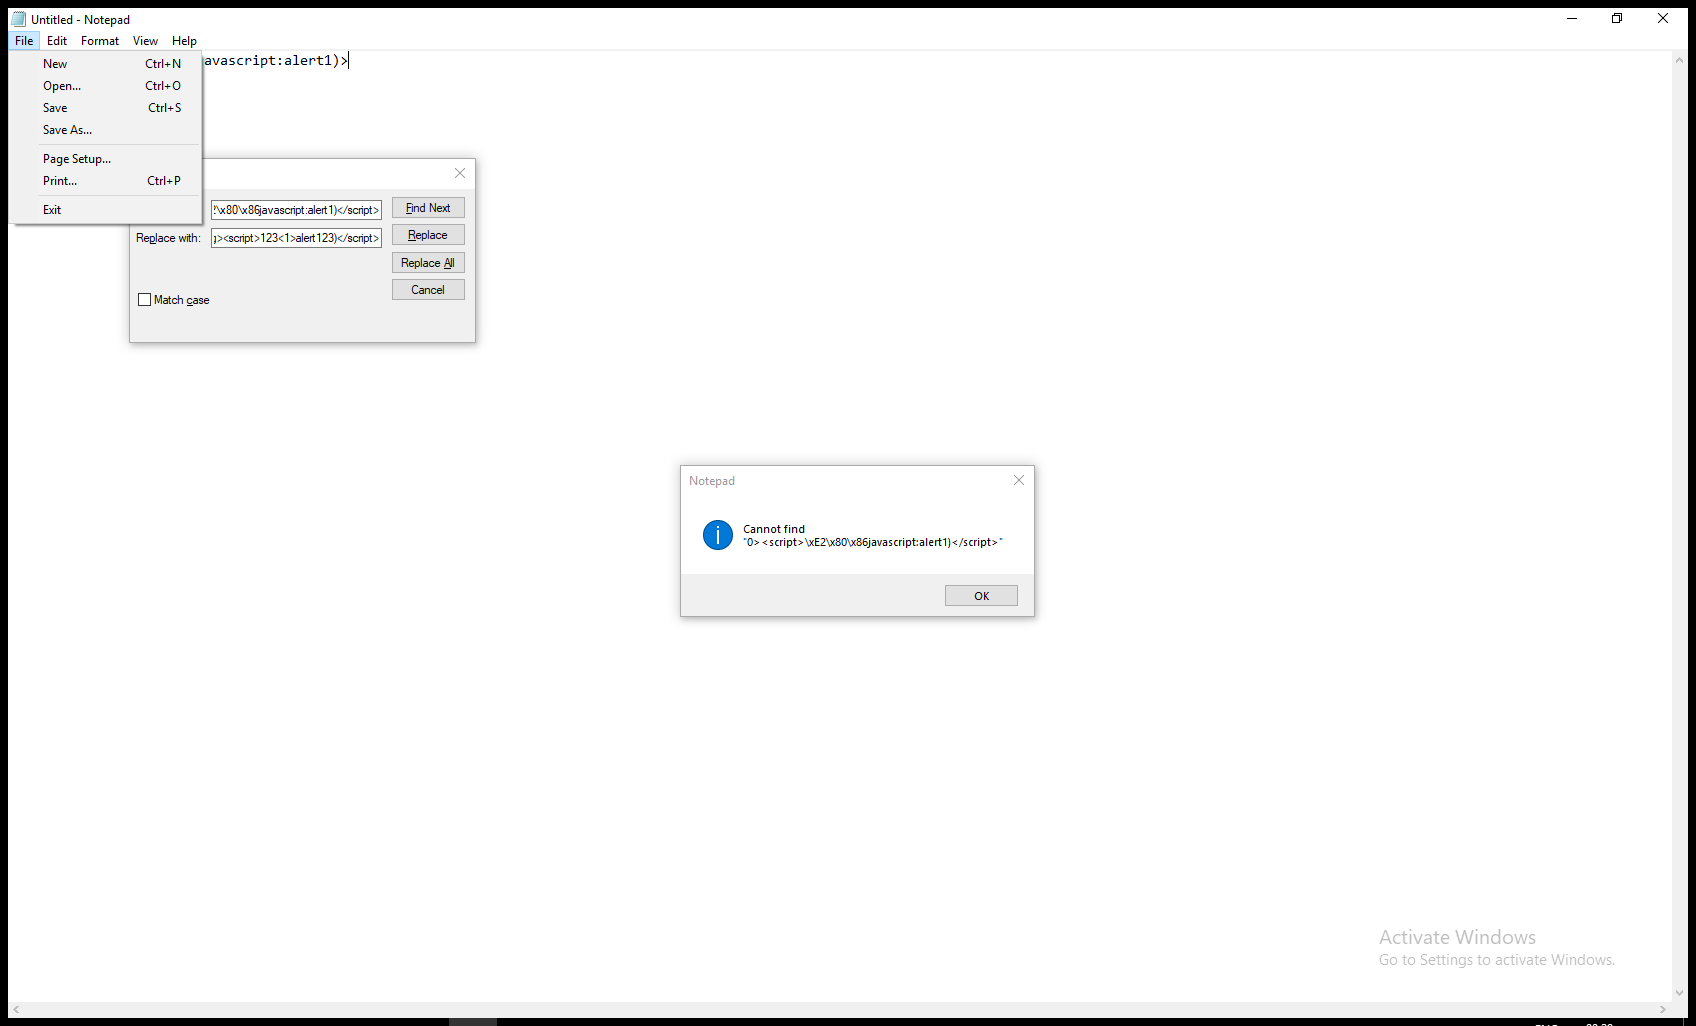 Untitled - Notepad
File Edit Format View Help
avascript:alert1)>
New Ctrl+N
Open... Ctrl+O
Save Ctrl+S
Save As...
Page Setup...
Print... Ctrl+P
Exit
\x80\x86javascript:alert1)</script>
Find Next
Replace with: ><script>123<1>alert123)</script>
Replace
Replace All
Cancel
Match case
Notepad
Cannot find
"0><script>\xE2\x80\x86javascript:alert1)</script>"
OK
Activate Windows
Go to Settings to activate Windows.